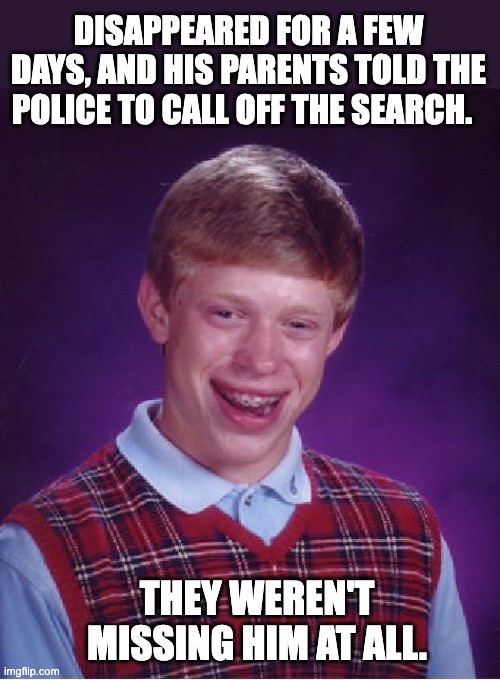 DISAPPEARED FOR A FEW
DAYS, AND HIS PARENTS TOLD THE
POLICE TO CALL OFF THE SEARCH.
THEY WEREN'T
MISSING HIM AT ALL.
imgflip.com